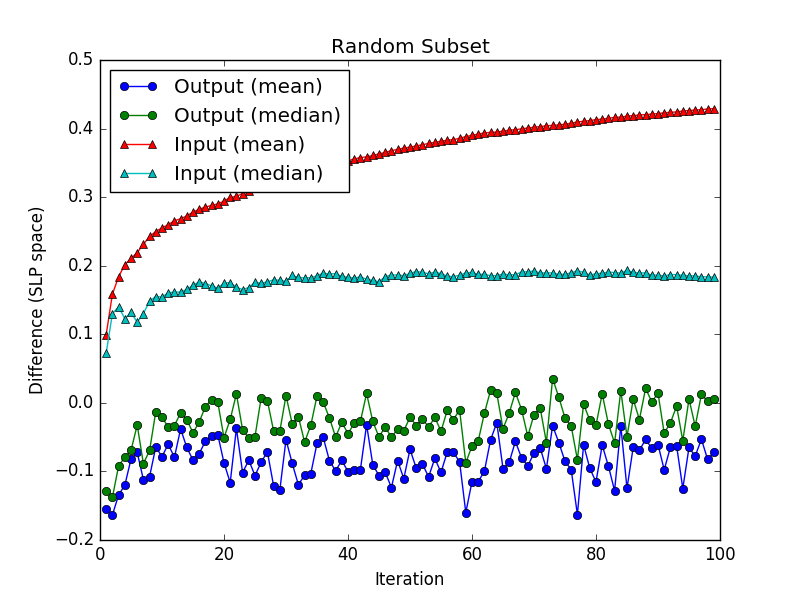 Random Subset
0.5
0.4
0.3
0.2
0.1
0.0
−0.1
−0.2
Difference (SLP space)
Output (mean)
Output (median)
Input (mean)
Input (median)
0 20 40 60 80 100
Iteration